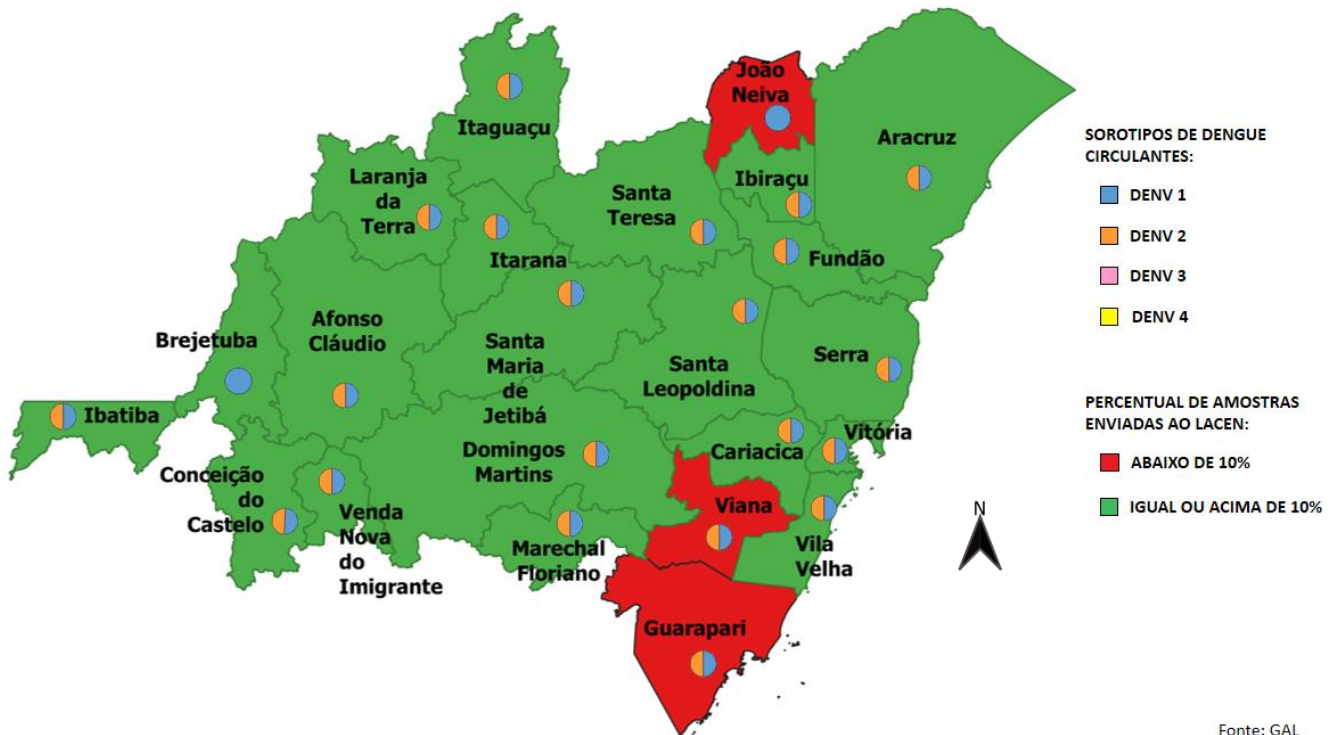 João
Neiva
Itaguaçu
Aracruz
Laranja
da
Terra
Santa
Teresa
Ibiraçu
Itarana
Fundão
Brejetuba
Afonso
Cláudio
Santa
Maria
de
Jetibá
Santa
Leopoldina
Serra
Ibatiba
Vitória
Cariacica
Domingos
Martins
Conceição
do
Castelo
Venda
Nova
do
Imigrante
Viana
Marechal
Floriano
Vila
Velha
Guarapari
SOROTIPOS DE DENGUE
CIRCULANTES:
DENV 1
DENV 2
DENV 3
DENV 4
PERCENTUAL DE AMOSTRAS
ENVIADAS AO LACEN:
ABAIXO DE 10%
IGUAL OU ACIMA DE 10%
N
Fonte: GAL